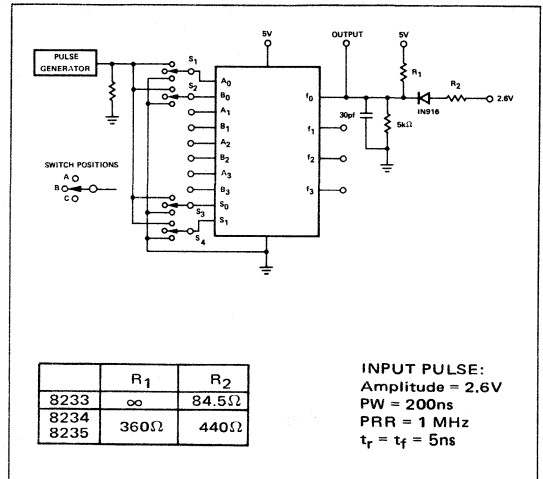 5V
OUTPUT
5V
PULSE
GENERATOR
S1
A0
S2
B0
A1
B1
A2
B2
A3
B3
S0
S3
S1
S4
f0
f1
f2
f3
R1
R2
2.6V
IN916
30pf
5kΩ
SWITCH POSITIONS
A
B
C
R1 R2
8233 ∞ 84.5Ω
8234
8235 360Ω 440Ω
INPUT PULSE:
Amplitude = 2.6V
PW = 200ns
PRR = 1 MHz
tr = tf = 5ns